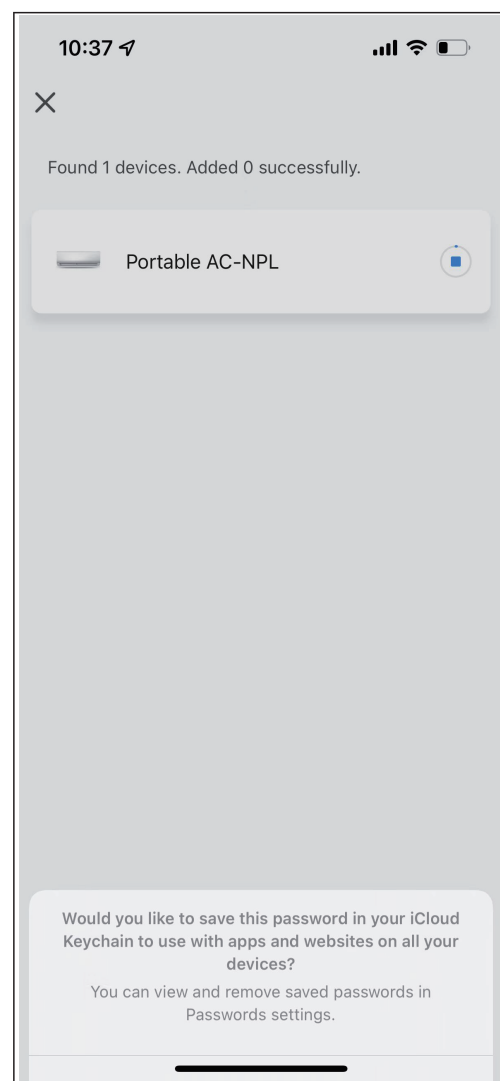 10:37
Found 1 devices. Added 0 successfully.
Portable AC-NPL
Would you like to save this password in your iCloud
Keychain to use with apps and websites on all your
devices?
You can view and remove saved passwords in
Passwords settings.